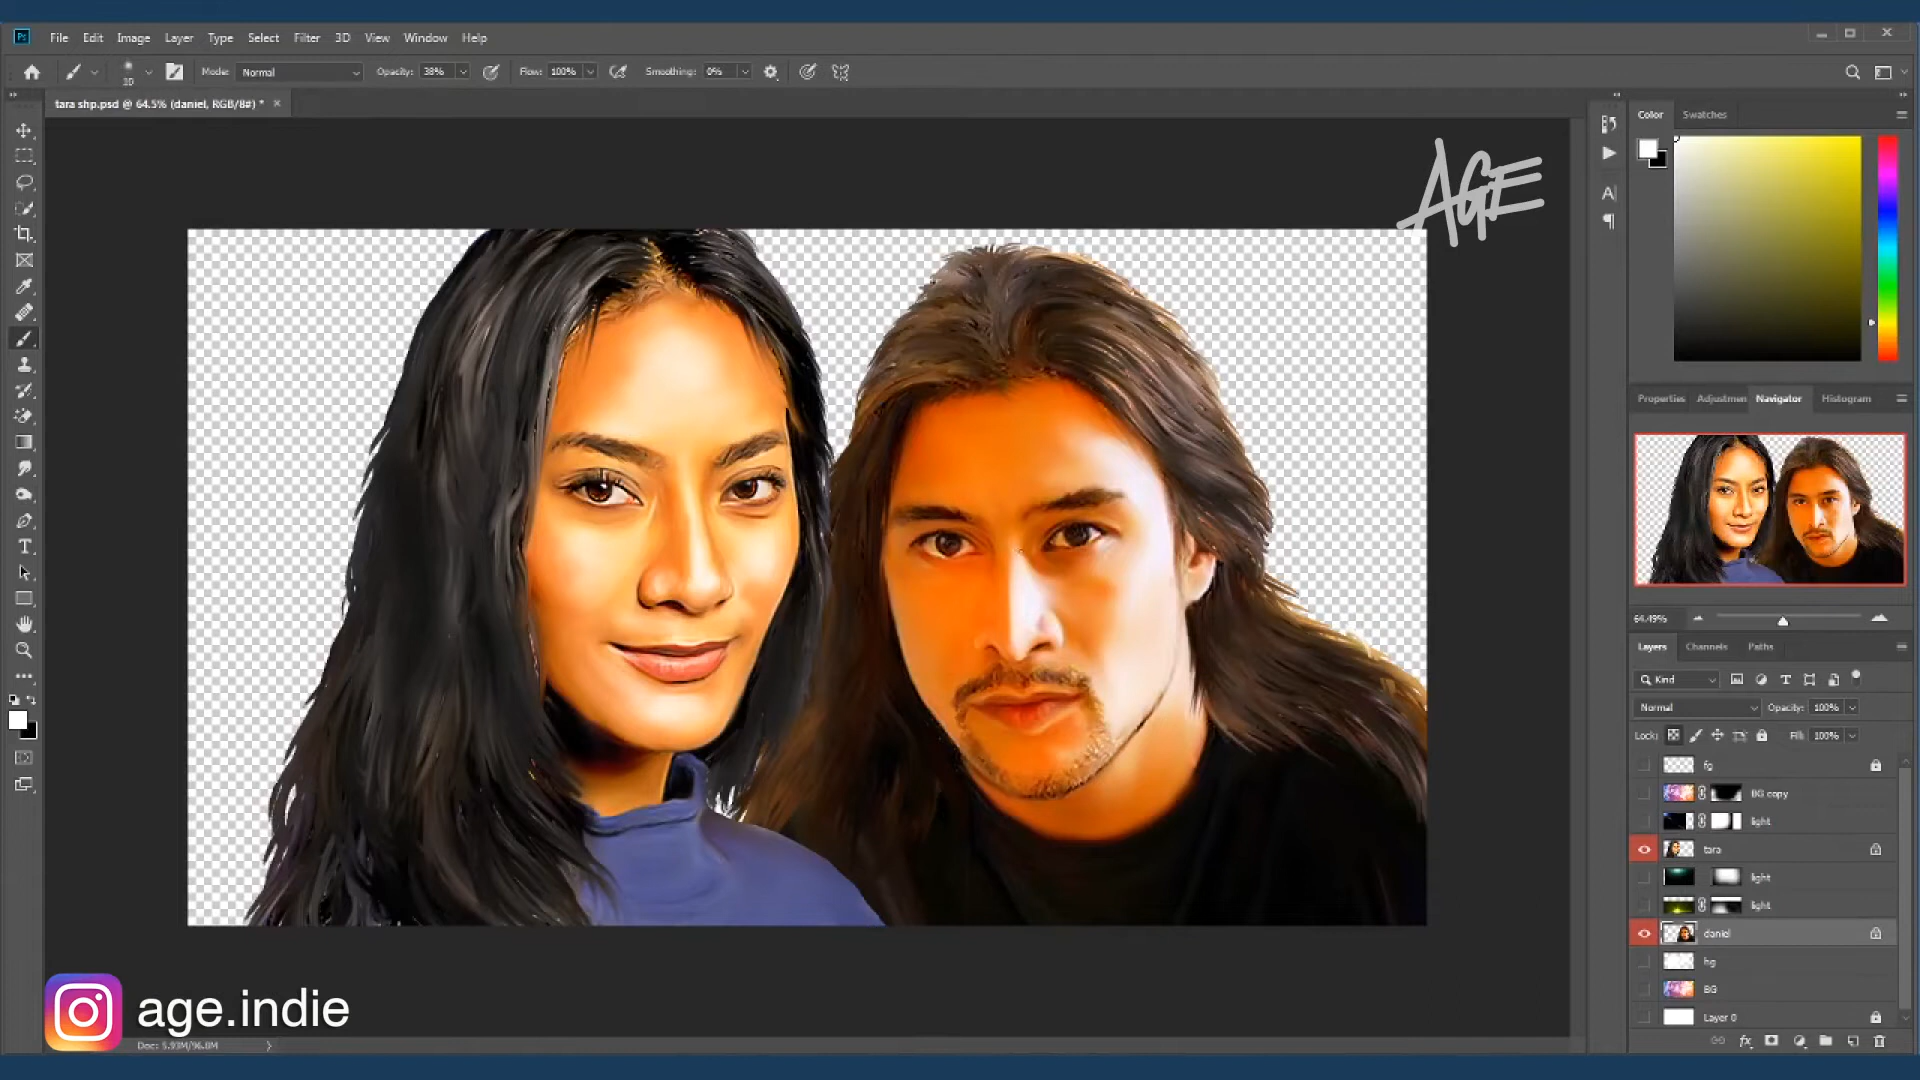 Ps File Edit Image Layer Type Select Filter 3D View Window Help
10 Mode: Normal Opacity: 38% Flow: 100% Smoothing: 0%
tara shp.psd @ 64.5% (daniel, RGB/8#) *
Color Swatches
AGE
Properties Adjustmen Navigator Histogram
64.49%
Layers Channels Paths
Kind
Normal Opacity: 100%
Lock: Fill: 100%
fg
BG copy
light
tara
light
light
daniel
hg
BG
Layer 0
age.indie
Doc: 5.93M/96.8M
fx